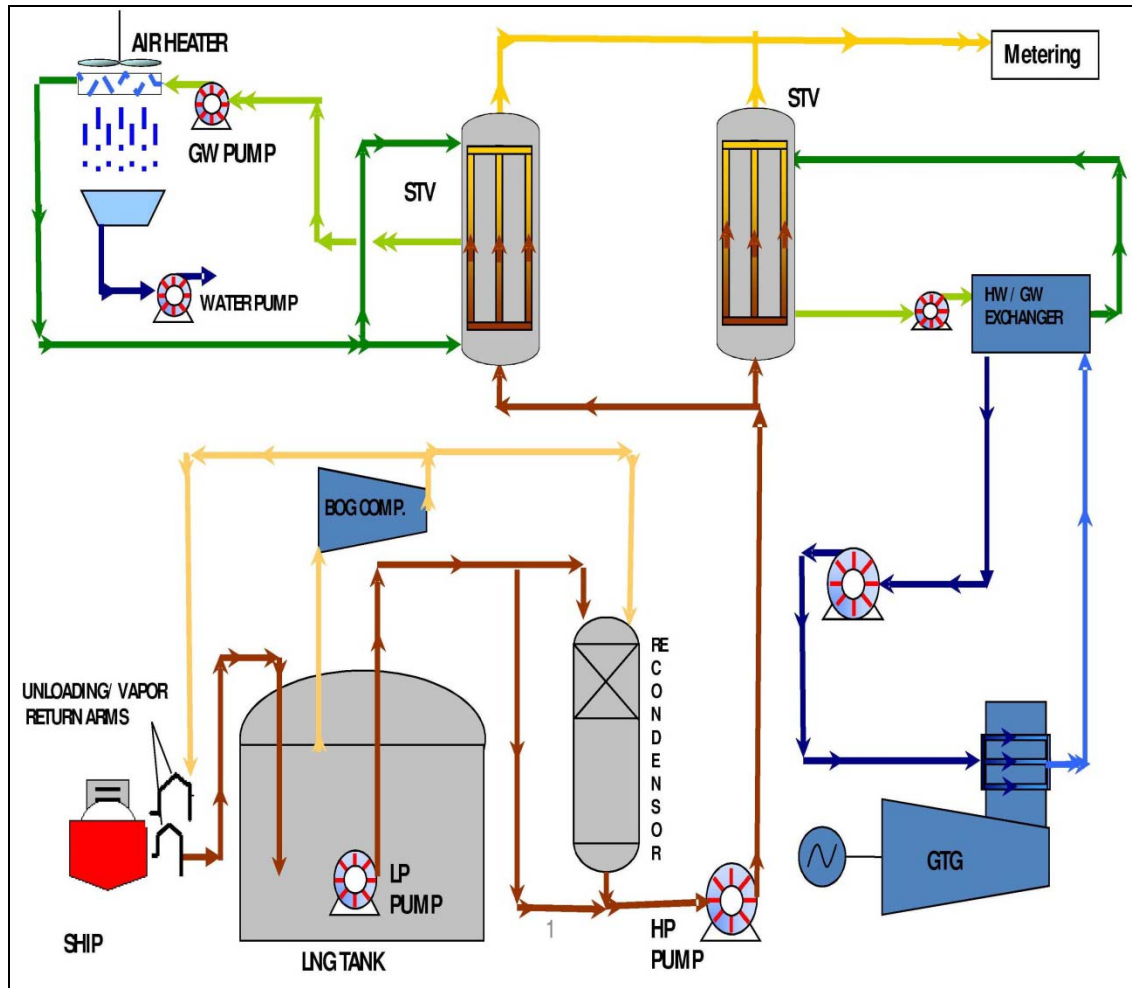 AIR HEATER
Metering
STV
GW PUMP
STV
WATER PUMP
HW / GW
EXCHANGER
BOG COMP.
UNLOADING/ VAPOR
RETURN ARMS
RE
C
O
N
D
E
N
S
O
R
LP
PUMP
GTG
1
HP
PUMP
SHIP
LNG TANK